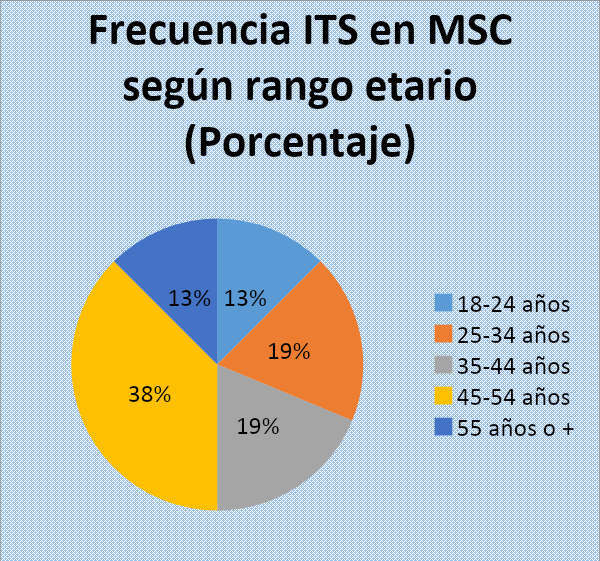 Frecuencia ITS en MSC
según rango etario
(Porcentaje)
13% 13%
19%
38%
19%
18-24 años
25-34 años
35-44 años
45-54 años
55 años o +